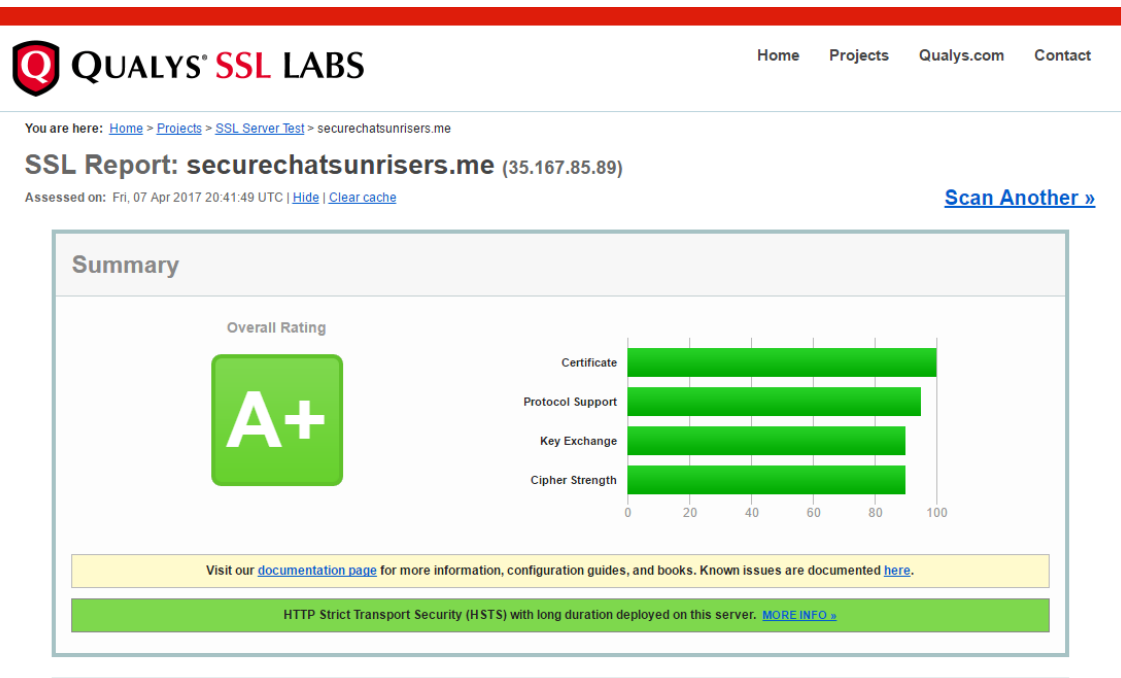 Q QUALYS® SSL LABS
Home Projects Qualys.com Contact
You are here: Home > Projects > SSL Server Test > securechatsunrisers.me
SSL Report: securechatsunrisers.me (35.167.85.89)
Assessed on: Fri, 07 Apr 2017 20:41:49 UTC | Hide | Clear cache
Scan Another »
Summary
Overall Rating
A+
Certificate
Protocol Support
Key Exchange
Cipher Strength
0 20 40 60 80 100
Visit our documentation page for more information, configuration guides, and books. Known issues are documented here.
HTTP Strict Transport Security (HSTS) with long duration deployed on this server. MORE INFO »